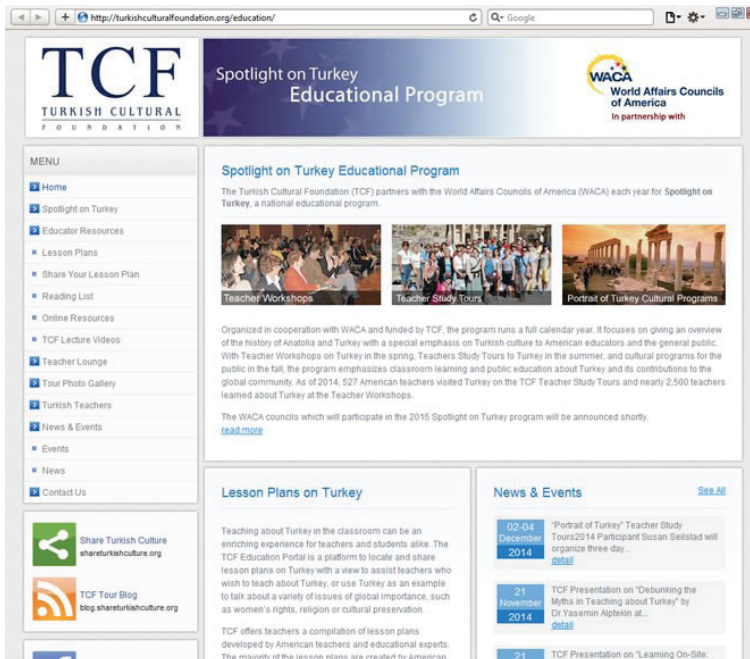 http://turkishculturalfoundation.org/education/
Google
TCF
TURKISH CULTURAL
FOUNDATION
Spotlight on Turkey
Educational Program
WACA
World Affairs Councils
of America
In partnership with
MENU
Home
Spotlight on Turkey
Educator Resources
Lesson Plans
Share Your Lesson Plan
Reading List
Online Resources
TCF Lecture Videos
Teacher Lounge
Tour Photo Gallery
Turkish Teachers
News & Events
Events
News
Contact Us
Share Turkish Culture
shareturkishculture.org
TCF Tour Blog
blog.shareturkishculture.org
Spotlight on Turkey Educational Program
The Turkish Cultural Foundation (TCF) partners with the World Affairs Councils of America (WACA) each year for Spotlight on
Turkey, a national educational program.
Teacher Workshops
Teacher Study Tours
Portrait of Turkey Cultural Programs
Organized in cooperation with WACA and funded by TCF, the program runs a full calendar year. It focuses on giving an overview
of the history of Anatolia and Turkey with a special emphasis on Turkish culture to American educators and the general public.
With Teacher Workshops on Turkey in the spring, Teachers Study Tours to Turkey in the summer, and cultural programs for the
public in the fall, the program emphasizes classroom learning and public education about Turkey and its contributions to the
global community. As of 2014, 527 American teachers visited Turkey on the TCF Teacher Study Tours and nearly 2,500 teachers
learned about Turkey at the Teacher Workshops.
The WACA councils which will participate in the 2015 Spotlight on Turkey program will be announced shortly.
read more
Lesson Plans on Turkey
Teaching about Turkey in the classroom can be an
enriching experience for teachers and students alike. The
TCF Education Portal is a platform to locate and share
lesson plans on Turkey with a view to assist teachers who
wish to teach about Turkey, or use Turkey as an example
to talk about a variety of issues of global importance, such
as women's rights, religion or cultural preservation.
TCF offers teachers a compilation of lesson plans
developed by American teachers and educational experts.
The majority of the lesson plans are created by American
News & Events
See All
02-04
December
2014
"Portrait of Turkey" Teacher Study
Tours2014 Participant Susan Seilstad will
organize three day...
detail
21
November
2014
TCF Presentation on "Debunking the
Myths in Teaching about Turkey" by
Dr.Yasemin Alptekin at...
detail
21
TCF Presentation on "Learning On-Site: